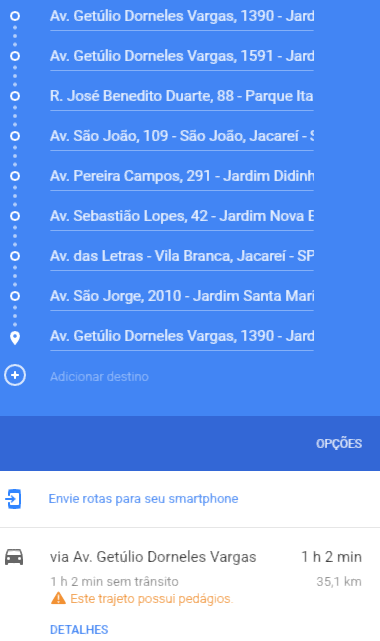 Av. Getúlio Dorneles Vargas, 1390 - Jard
Av. Getúlio Dorneles Vargas, 1591 - Jard
R. José Benedito Duarte, 88 - Parque Ita
Av. São João, 109 - São João, Jacareí - S
Av. Pereira Campos, 291 - Jardim Didinh
Av. Sebastião Lopes, 42 - Jardim Nova E
Av. das Letras - Vila Branca, Jacareí - SP
Av. São Jorge, 2010 - Jardim Santa Mari
Av. Getúlio Dorneles Vargas, 1390 - Jard
Adicionar destino
OPÇÕES
Envie rotas para seu smartphone
via Av. Getúlio Dorneles Vargas 1 h 2 min
1 h 2 min sem trânsito 35,1 km
Este trajeto possui pedágios.
DETALHES